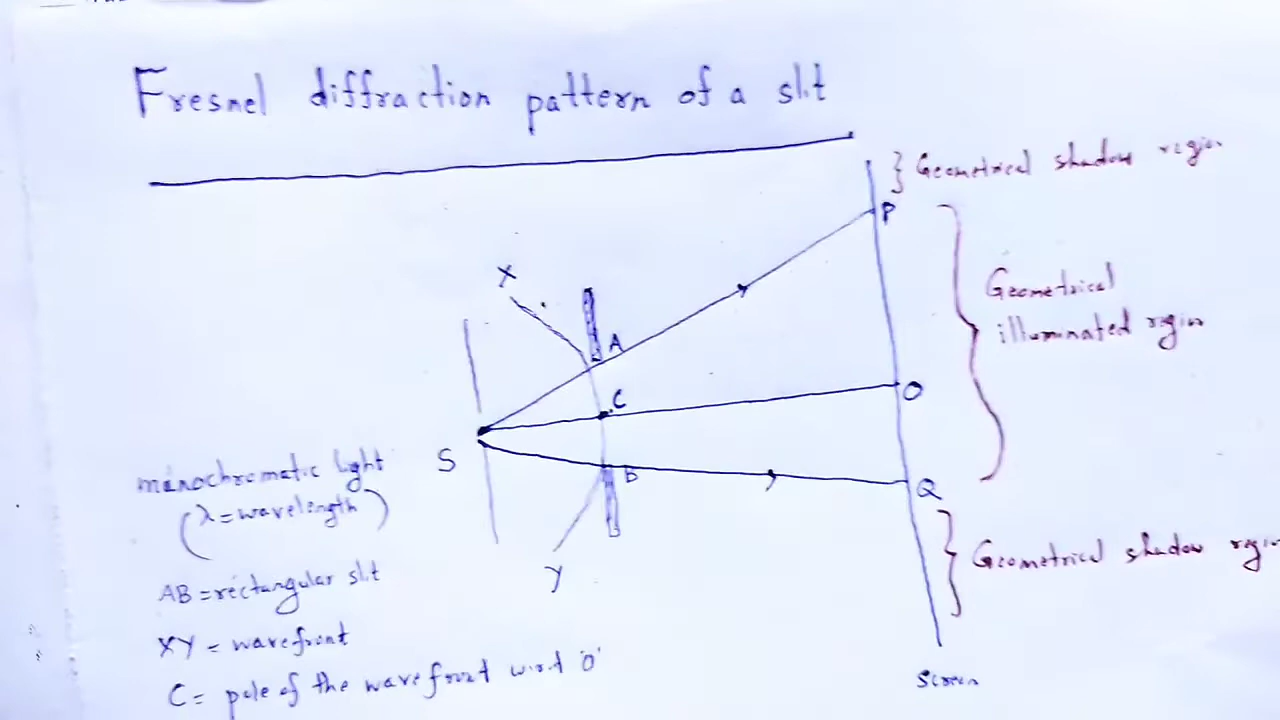 Fresnel diffraction pattern of a slit
} Geometrical shadow region
P
X
Geometrical
illuminated region
A
C
O
S
B
Q
monochromatic light
(λ=wavelength)
Geometrical shadow region
AB=rectangular slit
Y
XY = wavefront
C= pole of the wavefront w.r.t 'O'
Screen